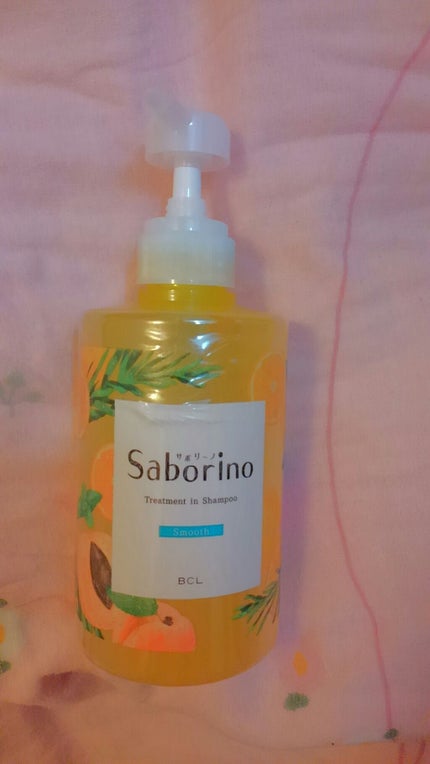 サボリーノ
Saborino
Treatment in Shampoo
Smooth
BCL